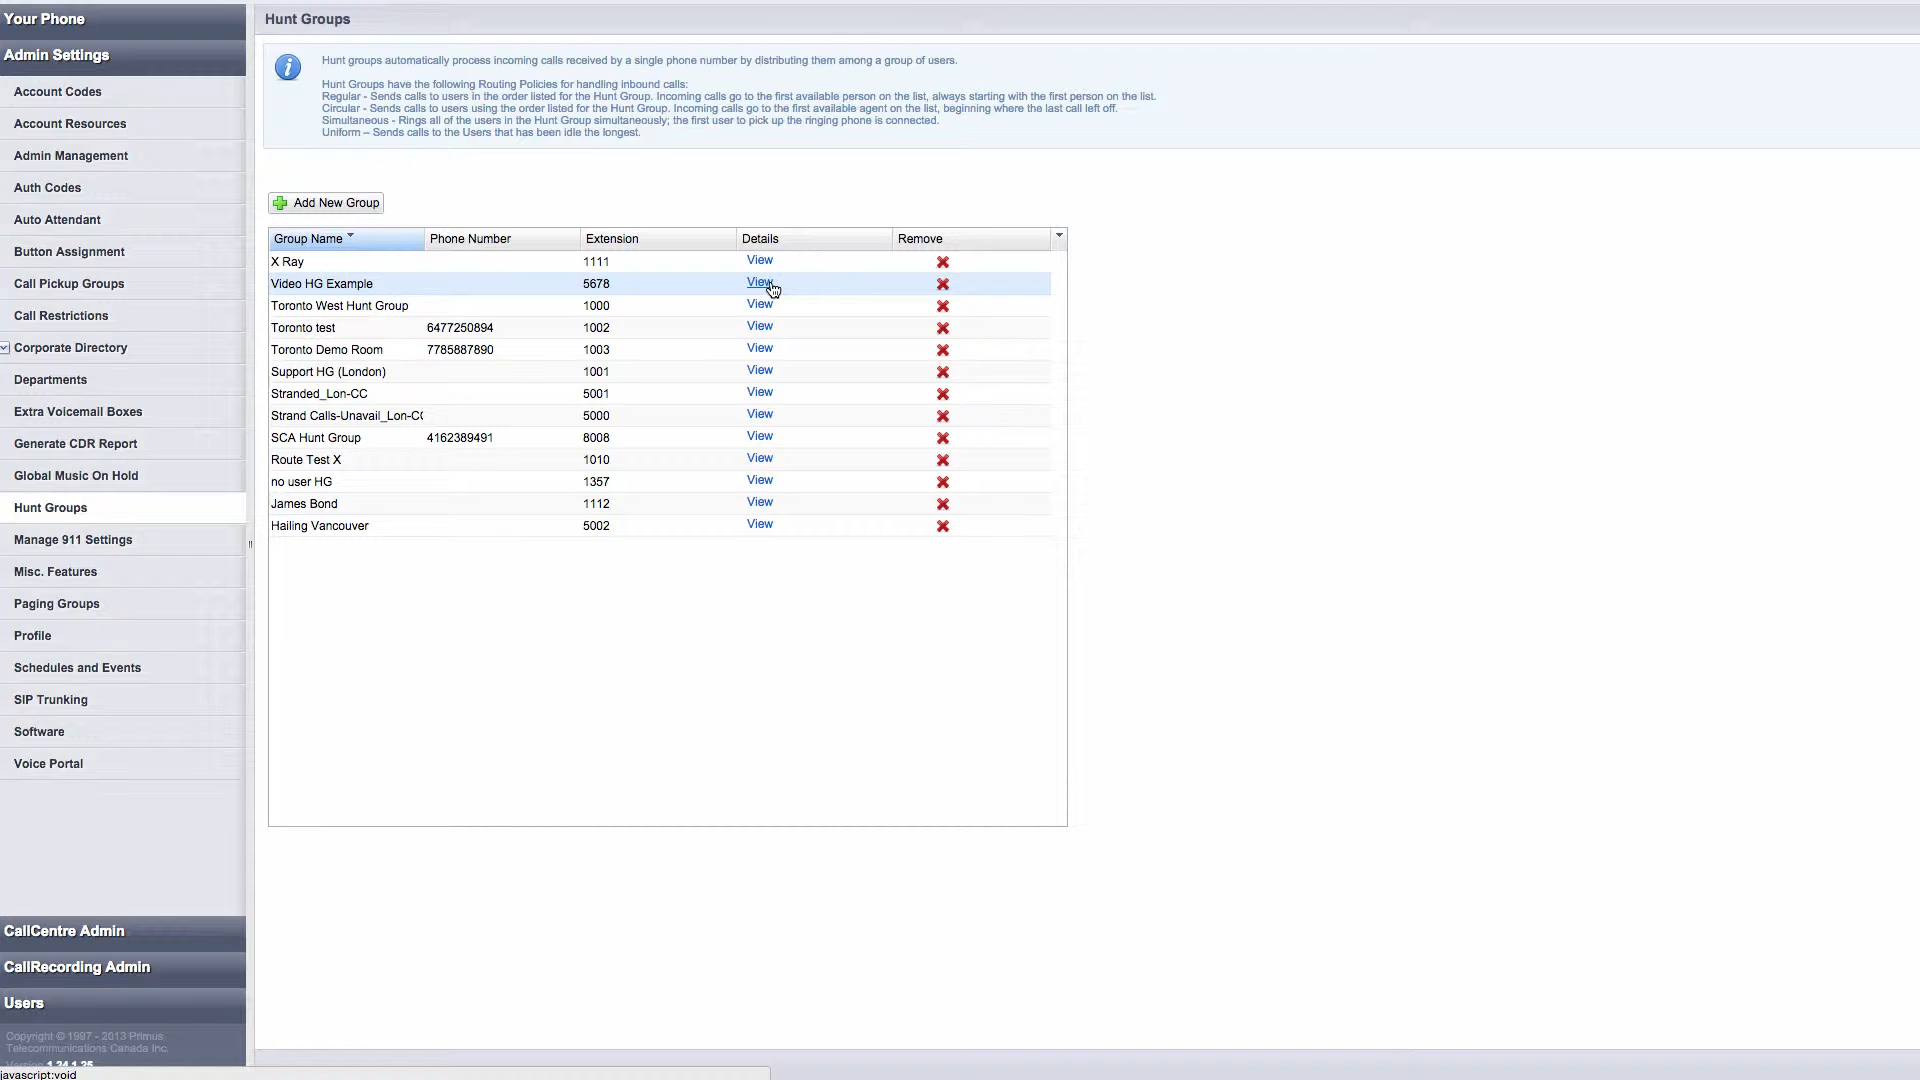 Your Phone
Admin Settings
Account Codes
Account Resources
Admin Management
Auth Codes
Auto Attendant
Button Assignment
Call Pickup Groups
Call Restrictions
Corporate Directory
Departments
Extra Voicemail Boxes
Generate CDR Report
Global Music On Hold
Hunt Groups
Manage 911 Settings
Misc. Features
Paging Groups
Profile
Schedules and Events
SIP Trunking
Software
Voice Portal
CallCentre Admin
CallRecording Admin
Users
Copyright © 1997 - 2013 Primus
Telecommunications Canada Inc.
Version 1.24.1.25
javascript:void
Hunt Groups
Hunt groups automatically process incoming calls received by a single phone number by distributing them among a group of users.
Hunt Groups have the following Routing Policies for handling inbound calls:
Regular - Sends calls to users in the order listed for the Hunt Group. Incoming calls go to the first available person on the list, always starting with the first person on the list.
Circular - Sends calls to users using the order listed for the Hunt Group. Incoming calls go to the first available agent on the list, beginning where the last call left off.
Simultaneous - Rings all of the users in the Hunt Group simultaneously; the first user to pick up the ringing phone is connected.
Uniform – Sends calls to the Users that has been idle the longest.
Add New Group
Group Name Phone Number Extension Details Remove
X Ray 1111 View
Video HG Example 5678 View
Toronto West Hunt Group 1000 View
Toronto test 6477250894 1002 View
Toronto Demo Room 7785887890 1003 View
Support HG (London) 1001 View
Stranded_Lon-CC 5001 View
Strand Calls-Unavail_Lon-CC 5000 View
SCA Hunt Group 4162389491 8008 View
Route Test X 1010 View
no user HG 1357 View
James Bond 1112 View
Hailing Vancouver 5002 View